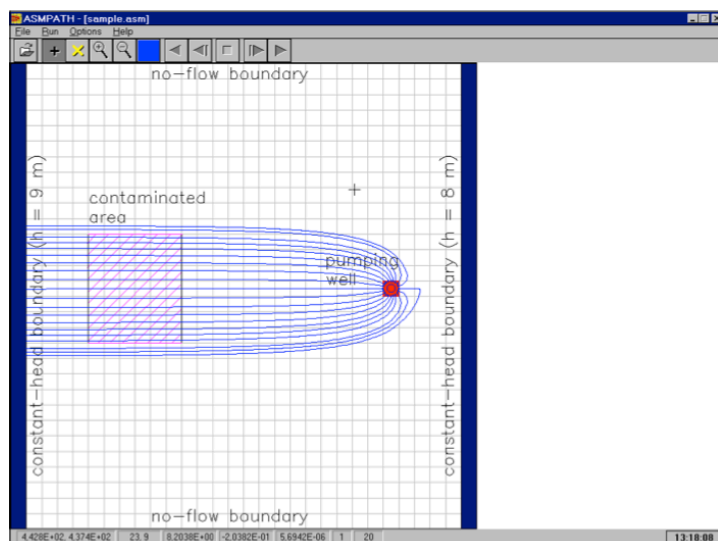 ASMPATH - [sample.asm]
File Run Options Help
no-flow boundary
constant-head boundary (h = 9 m)
contaminated
area
pumping
well
constant-head boundary (h = 8 m)
no-flow boundary
4.428E+02, 4.374E+02 23, 9 8.2038E+00 -2.0382E-01 5.6942E-06 1 20 13:18:08